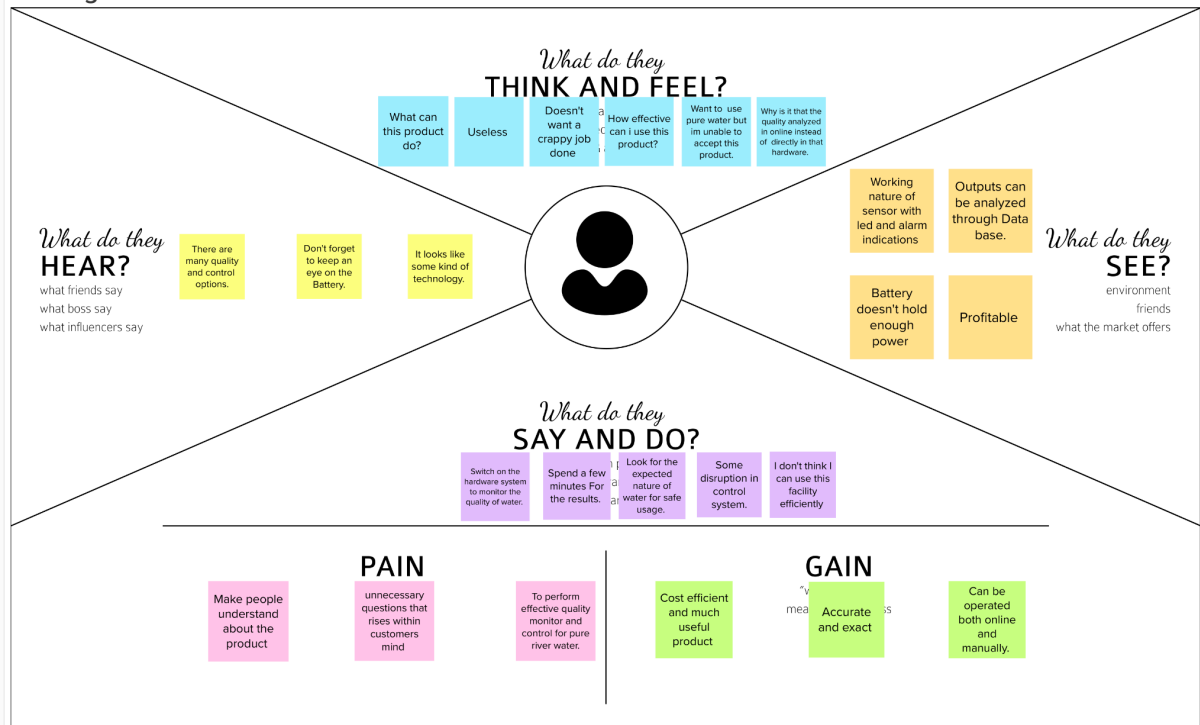 What do they
THINK AND FEEL?
What can
this product
do?
Useless
Doesn't
want a
crappy job
done
How effective
can i use this
product?
Want to use
pure water but
im unable to
accept this
product.
Why is it that the
quality analyzed
in online instead
of directly in that
hardware.
What do they
HEAR?
what friends say
what boss say
what influencers say
There are
many quality
and control
options.
Don't forget
to keep an
eye on the
Battery.
It looks like
some kind of
technology.
Working
nature of
sensor with
led and alarm
indications
Outputs can
be analyzed
through Data
base.
Battery
doesn't hold
enough
power
Profitable
What do they
SEE?
environment
friends
what the market offers
What do they
SAY AND DO?
Switch on the
hardware system
to monitor the
quality of water.
Spend a few
minutes For
the results.
Look for the
expected
nature of
water for safe
usage.
Some
disruption in
control
system.
I don't think I
can use this
facility
efficiently
PAIN
Make people
understand
about the
product
unnecessary
questions that
rises within
customers
mind
To perform
effective quality
monitor and
control for pure
river water.
GAIN
Cost efficient
and much
useful
product
Accurate
and exact
Can be
operated
both online
and
manually.